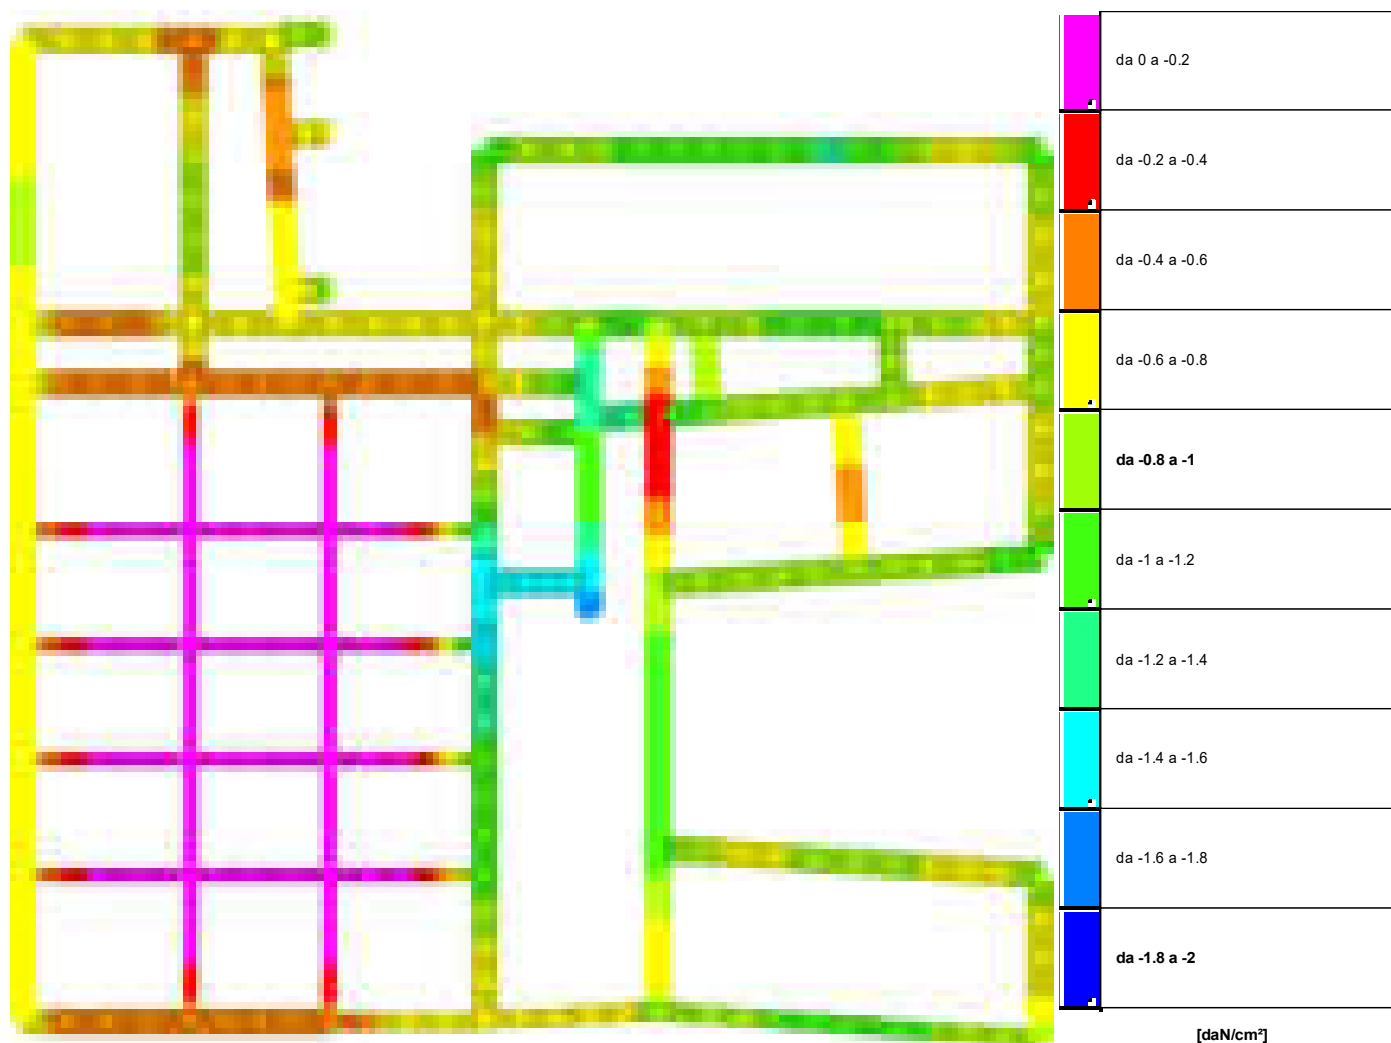 da 0 a -0.2
da -0.2 a -0.4
da -0.4 a -0.6
da -0.6 a -0.8
da -0.8 a -1
da -1 a -1.2
da -1.2 a -1.4
da -1.4 a -1.6
da -1.6 a -1.8
da -1.8 a -2
[daN/cm²]